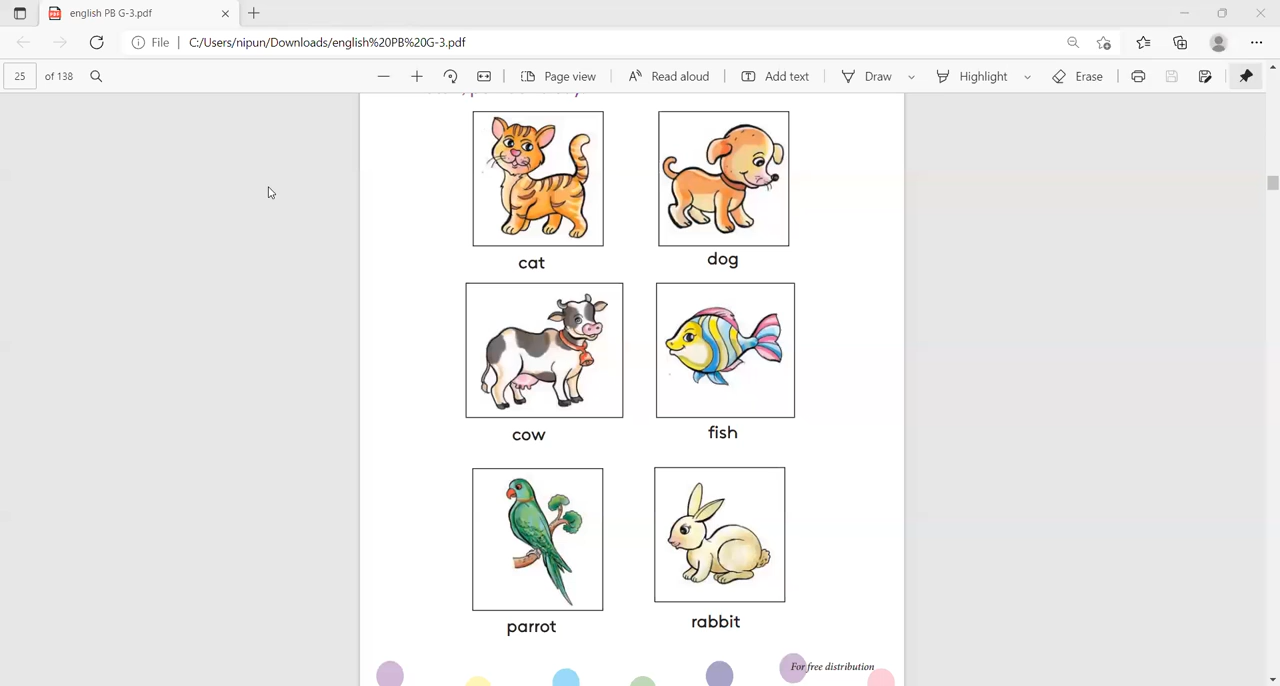 english PB G-3.pdf
File C:/Users/nipun/Downloads/english%20PB%20G-3.pdf
25 of 138 Page view Read aloud Add text Draw Highlight Erase
cat dog
cow fish
parrot rabbit
For free distribution